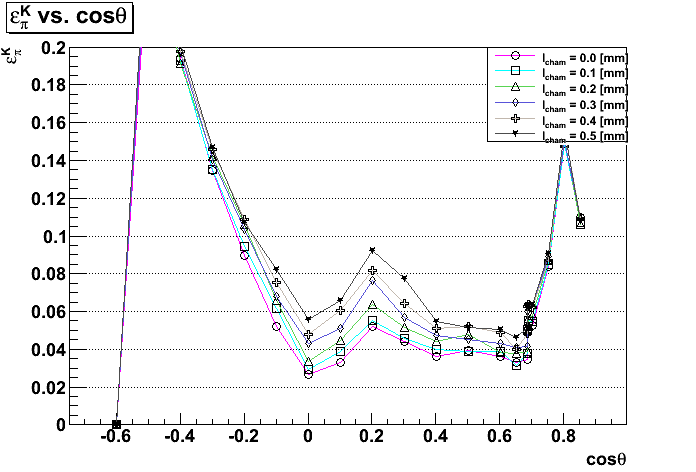 ε_π^K vs. cosθ
ε_π^K
0.2
0.18
0.16
0.14
0.12
0.1
0.08
0.06
0.04
0.02
0
-0.6 -0.4 -0.2 0 0.2 0.4 0.6 0.8
cosθ
l_cham = 0.0 [mm]
l_cham = 0.1 [mm]
l_cham = 0.2 [mm]
l_cham = 0.3 [mm]
l_cham = 0.4 [mm]
l_cham = 0.5 [mm]